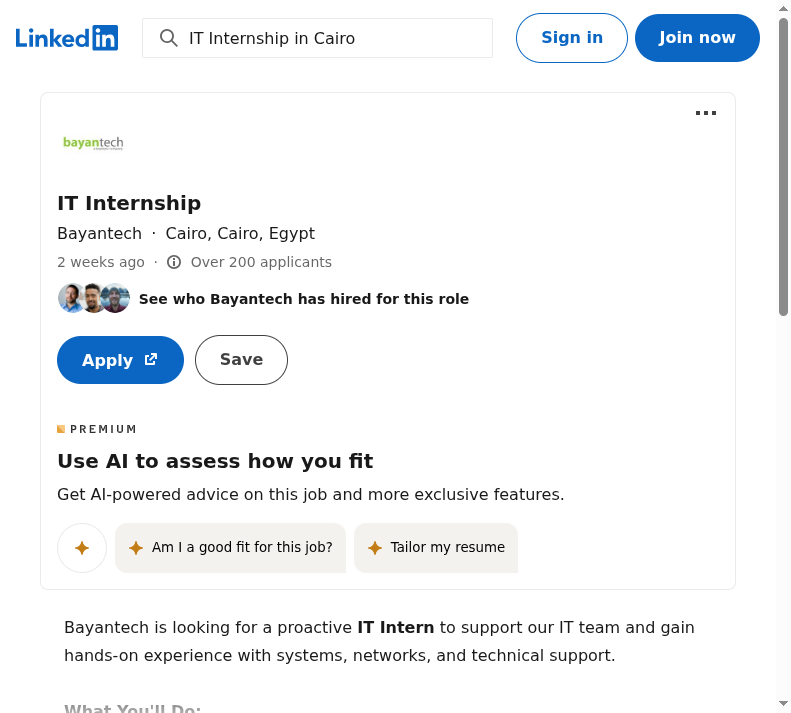 LinkedIn
IT Internship in Cairo
Sign in
Join now
bayantech
IT Internship
Bayantech · Cairo, Cairo, Egypt
2 weeks ago · Over 200 applicants
See who Bayantech has hired for this role
Apply
Save
PREMIUM
Use AI to assess how you fit
Get AI-powered advice on this job and more exclusive features.
Am I a good fit for this job?
Tailor my resume
Bayantech is looking for a proactive IT Intern to support our IT team and gain
hands-on experience with systems, networks, and technical support.
What You'll Do: